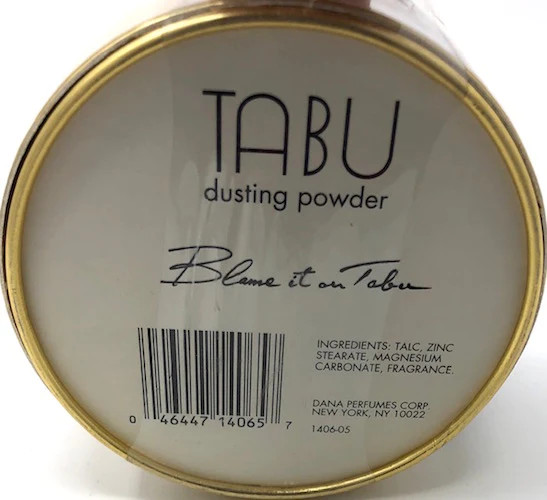 TABU
dusting powder
Blame it on Tabu
INGREDIENTS: TALC, ZINC
STEARATE, MAGNESIUM
CARBONATE, FRAGRANCE.
0 46447 14065 7
DANA PERFUMES CORP.
NEW YORK, NY 10022
1406-05